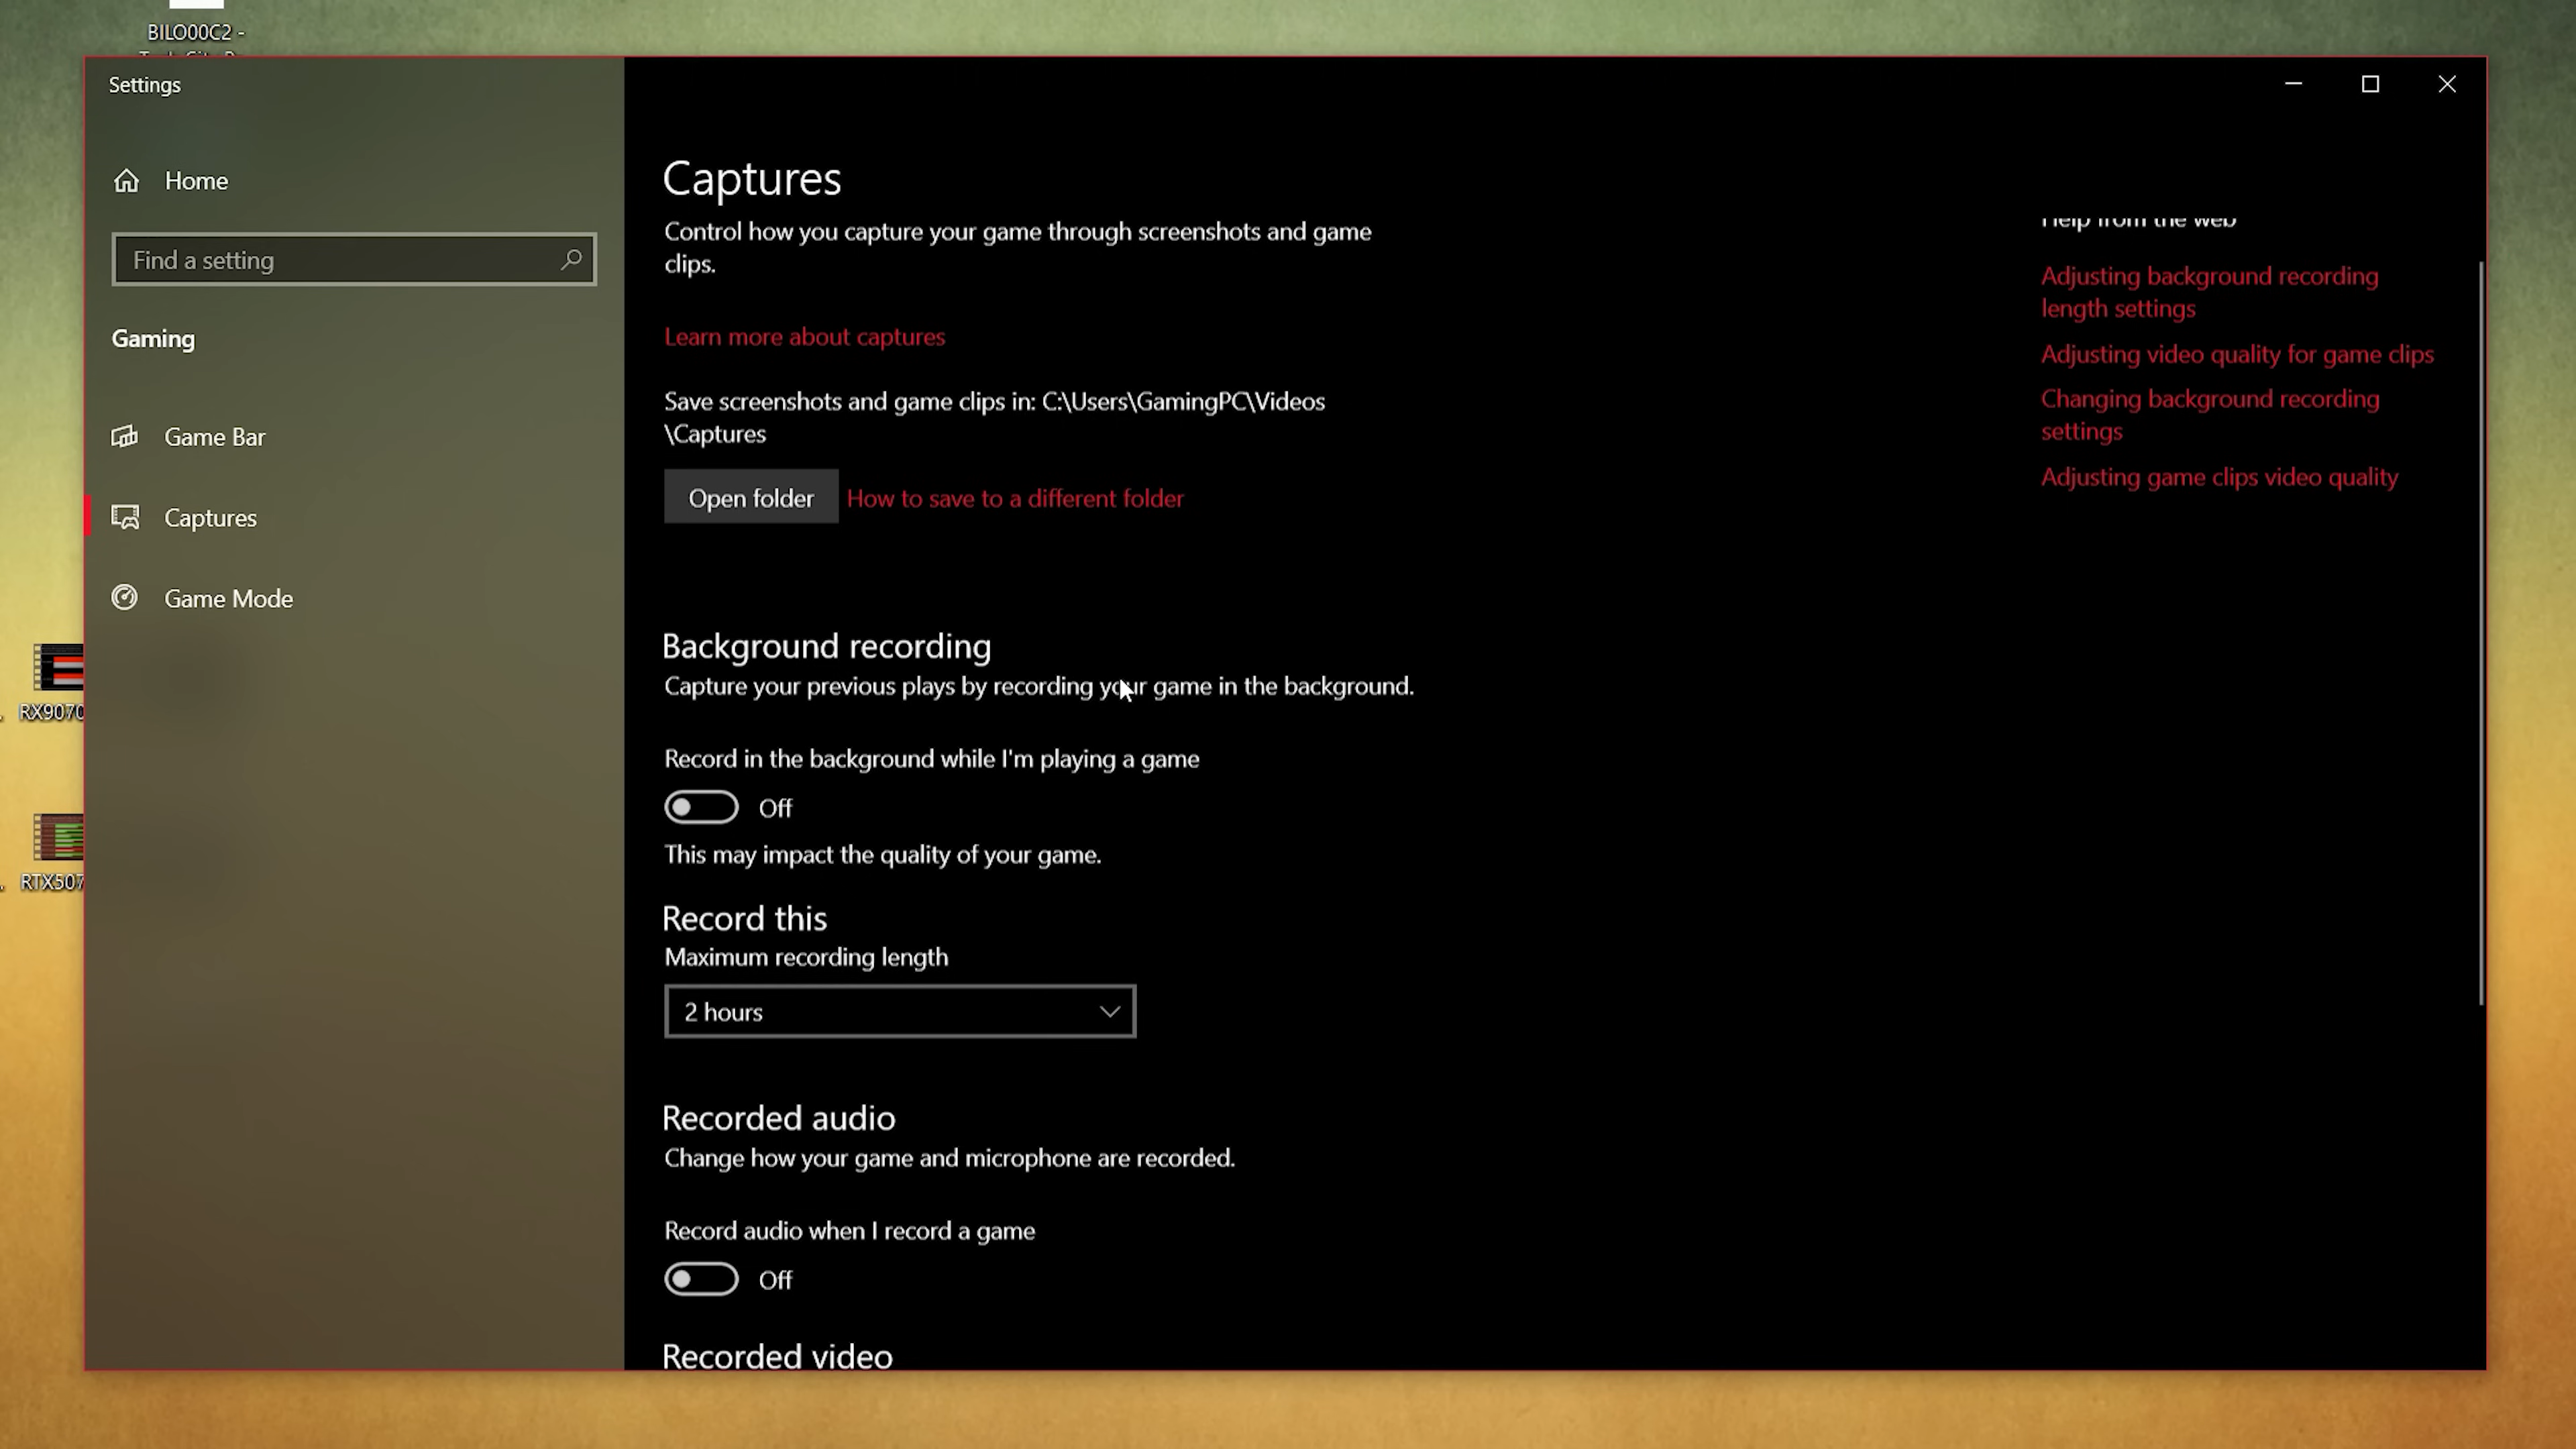 BILO00C2 -
Settings
Home
Find a setting
Gaming
Game Bar
Captures
Game Mode
RX9070
RTX507
Captures
Control how you capture your game through screenshots and game
clips.
Learn more about captures
Save screenshots and game clips in: C:\Users\GamingPC\Videos
\Captures
Open folder
How to save to a different folder
Background recording
Capture your previous plays by recording your game in the background.
Record in the background while I'm playing a game
Off
This may impact the quality of your game.
Record this
Maximum recording length
2 hours
Recorded audio
Change how your game and microphone are recorded.
Record audio when I record a game
Off
Recorded video
Help from the web
Adjusting background recording
length settings
Adjusting video quality for game clips
Changing background recording
settings
Adjusting game clips video quality